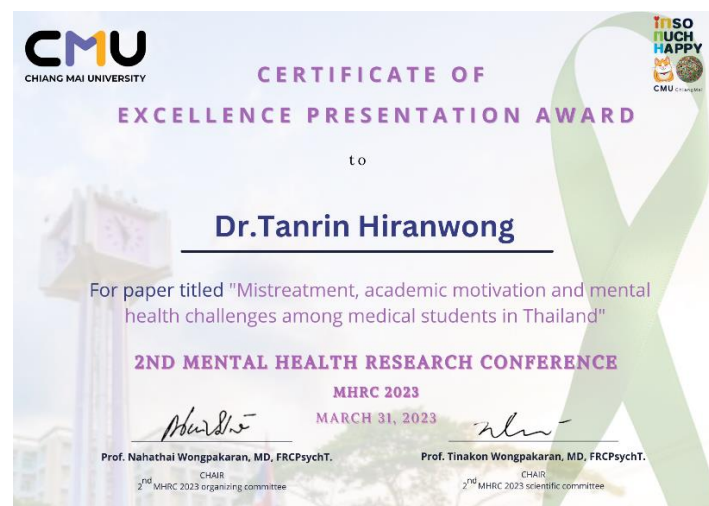 CMU
CHIANG MAI UNIVERSITY
inSO
MUCH
HAPPY
CMU ChiangMai
CERTIFICATE OF
EXCELLENCE PRESENTATION AWARD
to
Dr.Tanrin Hiranwong
For paper titled "Mistreatment, academic motivation and mental
health challenges among medical students in Thailand"
2ND MENTAL HEALTH RESEARCH CONFERENCE
MHRC 2023
MARCH 31, 2023
Prof. Nahathai Wongpakaran, MD, FRCPsychT.
CHAIR
2nd MHRC 2023 organizing committee
Prof. Tinakon Wongpakaran, MD, FRCPsychT.
CHAIR
2nd MHRC 2023 scientific committee